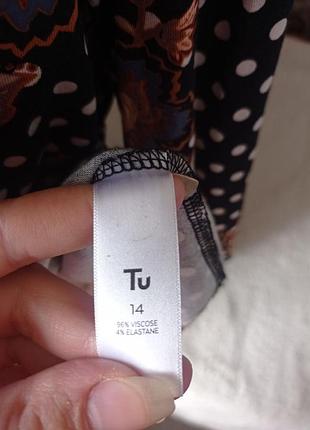 Tu
14
96% VISCOSE
4% ELASTANE